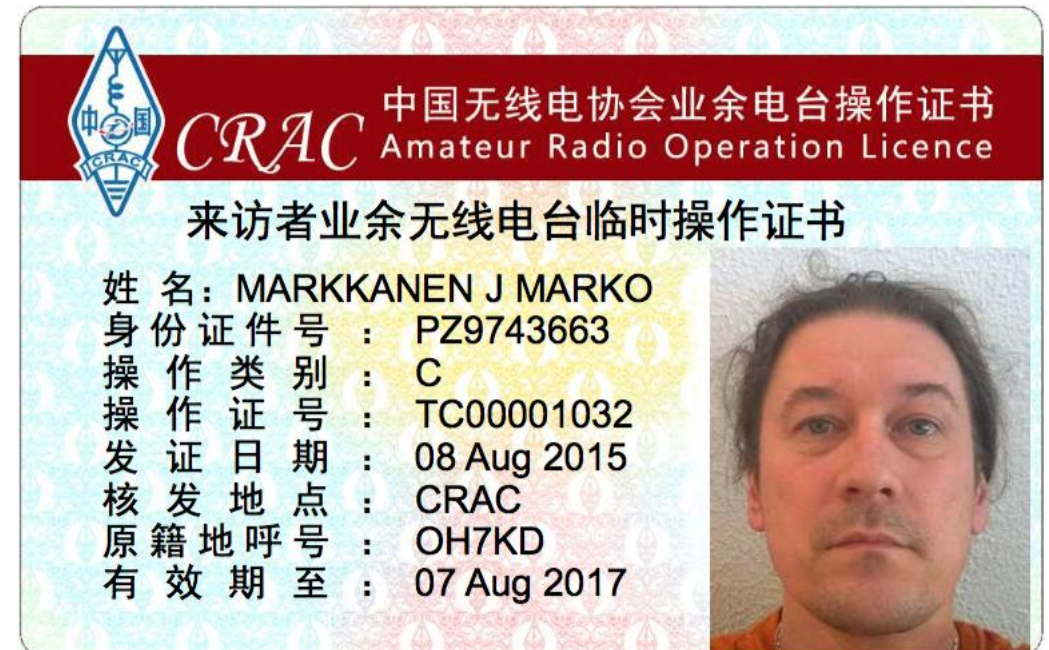 中国
CRAC
CRAC
中国无线电协会业余电台操作证书
Amateur Radio Operation Licence
来访者业余无线电台临时操作证书
姓 名：MARKKANEN J MARKO
身份证件号 ： PZ9743663
操作类别 ： C
操作证号 ： TC00001032
发证日期 ： 08 Aug 2015
核发地点 ： CRAC
原籍地呼号 ： OH7KD
有效期至 ： 07 Aug 2017